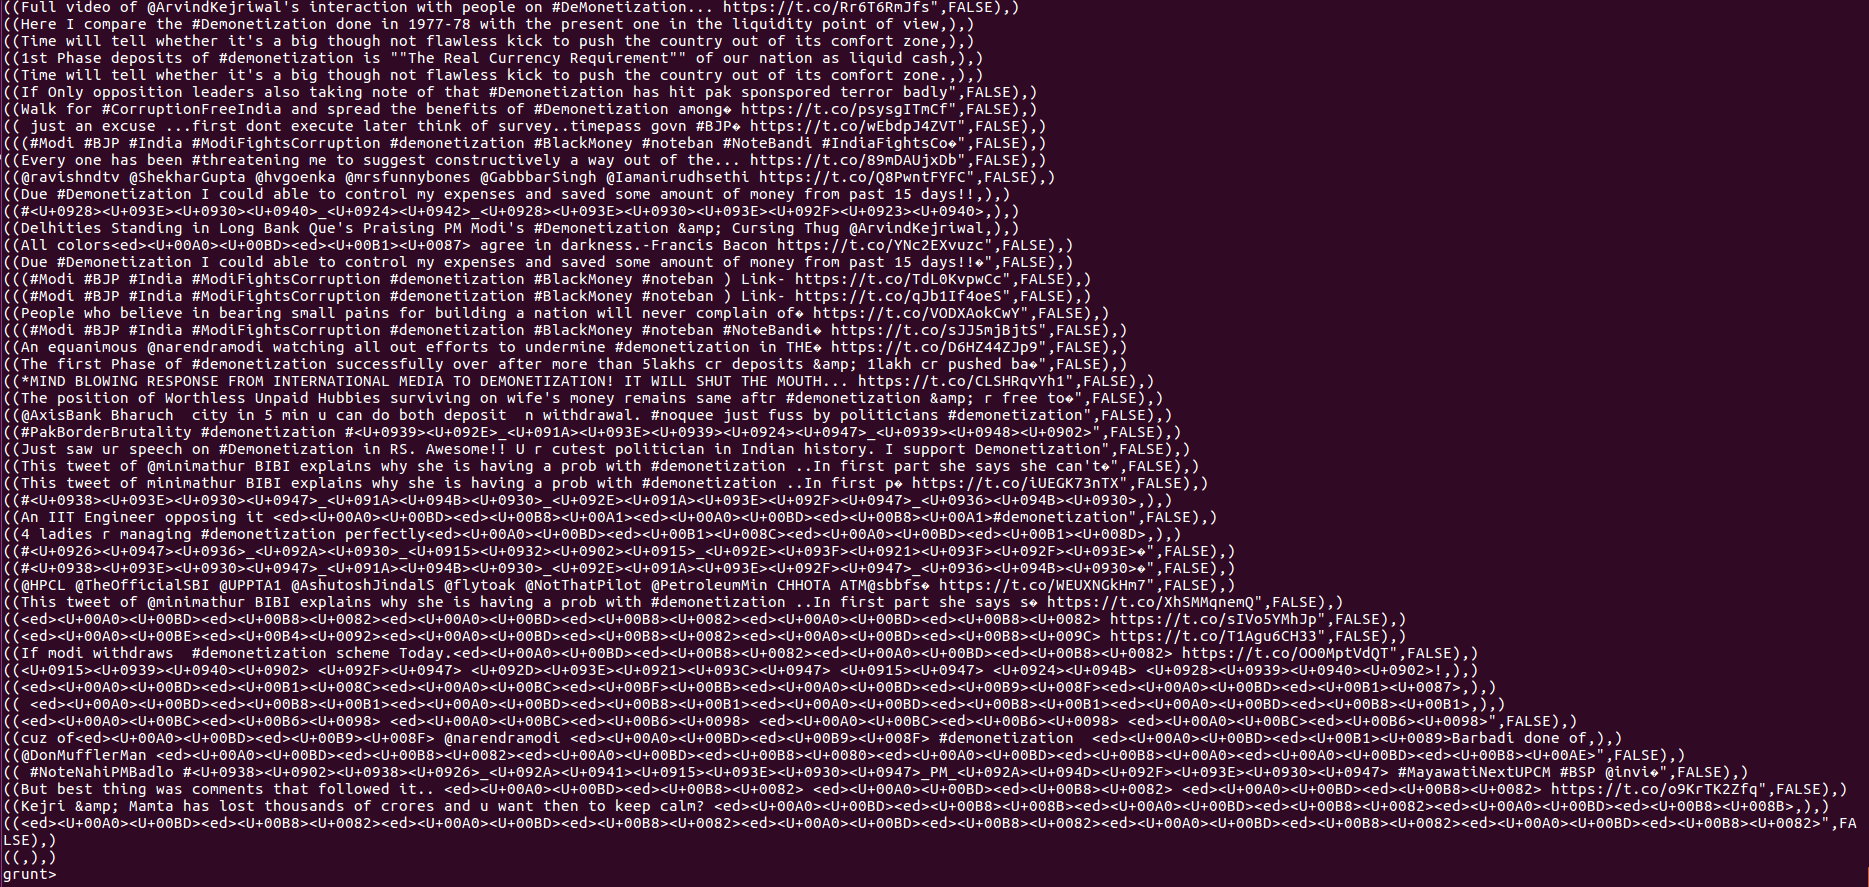 ((Full video of @ArvindKejriwal's interaction with people on #DeMonetization... https://t.co/Rr6T6RmJfs",FALSE),)
((Here I compare the #Demonetization done in 1977-78 with the present one in the liquidity point of view,),)
((Time will tell whether it's a big though not flawless kick to push the country out of its comfort zone,),)
((1st Phase deposits of #demonetization is ""The Real Currency Requirement"" of our nation as liquid cash,),)
((Time will tell whether it's a big though not flawless kick to push the country out of its comfort zone.,),)
((If Only opposition leaders also taking note of that #Demonetization has hit pak sponspored terror badly",FALSE),)
((Walk for #CorruptionFreeIndia and spread the benefits of #Demonetization among� https://t.co/psysgITmCf",FALSE),)
(( just an excuse ...first dont execute later think of survey..timepass govn #BJP� https://t.co/wEbdpJ4ZVT",FALSE),)
(((#Modi #BJP #India #ModiFightsCorruption #demonetization #BlackMoney #noteban #NoteBandi #IndiaFightsCo�",FALSE),)
((Every one has been #threatening me to suggest constructively a way out of the... https://t.co/89mDAUjxDb",FALSE),)
((@ravishndtv @ShekharGupta @hvgoenka @mrsfunnybones @GabbbarSingh @Iamanirudhsethi https://t.co/Q8PwntFYFC",FALSE),)
((Due #Demonetization I could able to control my expenses and saved some amount of money from past 15 days!!,),)
((#<U+0928><U+093E><U+0930><U+0940>_<U+0924><U+0942>_<U+0928><U+093E><U+0930><U+093E><U+092F><U+0923><U+0940>,),)
((Delhities Standing in Long Bank Que's Praising PM Modi's #Demonetization &amp; Cursing Thug @ArvindKejriwal,),)
((All colors<ed><U+00A0><U+00BD><ed><U+00B1><U+0087> agree in darkness.-Francis Bacon https://t.co/YNc2EXvuzc",FALSE),)
((Due #Demonetization I could able to control my expenses and saved some amount of money from past 15 days!!�",FALSE),)
(((#Modi #BJP #India #ModiFightsCorruption #demonetization #BlackMoney #noteban ) Link- https://t.co/TdL0KvpwCc",FALSE),)
(((#Modi #BJP #India #ModiFightsCorruption #demonetization #BlackMoney #noteban ) Link- https://t.co/qJb1If4oeS",FALSE),)
((People who believe in bearing small pains for building a nation will never complain of� https://t.co/VODXAokCwY",FALSE),)
(((#Modi #BJP #India #ModiFightsCorruption #demonetization #BlackMoney #noteban #NoteBandi� https://t.co/sJJ5mjBjtS",FALSE),)
((An equanimous @narendramodi watching all out efforts to undermine #demonetization in THE� https://t.co/D6HZ44ZJp9",FALSE),)
((The first Phase of #demonetization successfully over after more than 5lakhs cr deposits &amp; 1lakh cr pushed ba�",FALSE),)
((*MIND BLOWING RESPONSE FROM INTERNATIONAL MEDIA TO DEMONETIZATION! IT WILL SHUT THE MOUTH... https://t.co/CLSHRqvYh1",FALSE),)
((The position of Worthless Unpaid Hubbies surviving on wife's money remains same aftr #demonetization &amp; r free to�",FALSE),)
((@AxisBank Bharuch  city in 5 min u can do both deposit  n withdrawal. #noquee just fuss by politicians #demonetization",FALSE),)
((#PakBorderBrutality #demonetization #<U+0939><U+092E>_<U+091A><U+093E><U+0939><U+0924><U+0947>_<U+0939><U+0948><U+0902>",FALSE),)
((Just saw ur speech on #Demonetization in RS. Awesome!! U r cutest politician in Indian history. I support Demonetization",FALSE),)
((This tweet of @minimathur BIBI explains why she is having a prob with #demonetization ..In first part she says she can't�",FALSE),)
((This tweet of minimathur BIBI explains why she is having a prob with #demonetization ..In first p� https://t.co/iUEGK73nTX",FALSE),)
((#<U+0938><U+093E><U+0930><U+0947>_<U+091A><U+094B><U+0930>_<U+092E><U+091A><U+093E><U+092F><U+0947>_<U+0936><U+094B><U+0930>,),)
((An IIT Engineer opposing it <ed><U+00A0><U+00BD><ed><U+00B8><U+00A1><ed><U+00A0><U+00BD><ed><U+00B8><U+00A1>#demonetization",FALSE),)
((4 ladies r managing #demonetization perfectly<ed><U+00A0><U+00BD><ed><U+00B1><U+008C><ed><U+00A0><U+00BD><ed><U+00B1><U+008D>,),)
((#<U+0926><U+0947><U+0936>_<U+092A><U+0930>_<U+0915><U+0932><U+0902><U+0915>_<U+092E><U+093F><U+0921><U+093F><U+092F><U+093E>�",FALSE),)
((#<U+0938><U+093E><U+0930><U+0947>_<U+091A><U+094B><U+0930>_<U+092E><U+091A><U+093E><U+092F><U+0947>_<U+0936><U+094B><U+0930>�",FALSE),)
((@HPCL @TheOfficialSBI @UPPTA1 @AshutoshJindalS @flytoak @NotThatPilot @PetroleumMin CHHOTA ATM@sbbfs� https://t.co/WEUXNGkHm7",FALSE),)
((This tweet of @minimathur BIBI explains why she is having a prob with #demonetization ..In first part she says s� https://t.co/XhSMMqnemQ",FALSE),)
((<ed><U+00A0><U+00BD><ed><U+00B8><U+0082><ed><U+00A0><U+00BD><ed><U+00B8><U+0082><ed><U+00A0><U+00BD><ed><U+00B8><U+0082> https://t.co/sIVo5YMhJp",FALSE),)
((<ed><U+00A0><U+00BE><ed><U+00B4><U+0092><ed><U+00A0><U+00BD><ed><U+00B8><U+0082><ed><U+00A0><U+00BD><ed><U+00B8><U+009C> https://t.co/T1Agu6CH33",FALSE),)
((If modi withdraws  #demonetization scheme Today.<ed><U+00A0><U+00BD><ed><U+00B8><U+0082><ed><U+00A0><U+00BD><ed><U+00B8><U+0082> https://t.co/OO0MptVdQT",FALSE),)
((<U+0915><U+0939><U+0940><U+0902> <U+092F><U+0947> <U+092D><U+093E><U+0921><U+093C><U+0947> <U+0915><U+0947> <U+0924><U+094B> <U+0928><U+0939><U+0940><U+0902>!,),)
((<ed><U+00A0><U+00BD><ed><U+00B1><U+008C><ed><U+00A0><U+00BC><ed><U+00BF><U+00BB><ed><U+00A0><U+00BD><ed><U+00B9><U+008F><ed><U+00A0><U+00BD><ed><U+00B1><U+0087>,),)
(( <ed><U+00A0><U+00BD><ed><U+00B8><U+00B1><ed><U+00A0><U+00BD><ed><U+00B8><U+00B1><ed><U+00A0><U+00BD><ed><U+00B8><U+00B1><ed><U+00A0><U+00BD><ed><U+00B8><U+00B1>,),)
((<ed><U+00A0><U+00BC><ed><U+00B6><U+0098> <ed><U+00A0><U+00BC><ed><U+00B6><U+0098> <ed><U+00A0><U+00BC><ed><U+00B6><U+0098> <ed><U+00A0><U+00BC><ed><U+00B6><U+0098>",FALSE),)
((cuz of<ed><U+00A0><U+00BD><ed><U+00B9><U+008F> @narendramodi <ed><U+00A0><U+00BD><ed><U+00B9><U+008F> #demonetization  <ed><U+00A0><U+00BD><ed><U+00B1><U+0089>Barbadi done of,),)
((@DonMufflerMan <ed><U+00A0><U+00BD><ed><U+00B8><U+0082><ed><U+00A0><U+00BD><ed><U+00B8><U+0080><ed><U+00A0><U+00BD><ed><U+00B8><U+00A0><ed><U+00A0><U+00BD><ed><U+00B8><U+00AE>",FALSE),)
(( #NoteNahiPMBadlo #<U+0938><U+0902><U+0938><U+0926>_<U+092A><U+0941><U+0915><U+093E><U+0930><U+0947>_PM_<U+092A><U+094D><U+092F><U+093E><U+0930><U+0947> #MayawatiNextUPCM #BSP @invi�",FALSE),)
((But best thing was comments that followed it.. <ed><U+00A0><U+00BD><ed><U+00B8><U+0082> <ed><U+00A0><U+00BD><ed><U+00B8><U+0082> <ed><U+00A0><U+00BD><ed><U+00B8><U+0082> https://t.co/o9KrTK2Zfq",FALSE),)
((Kejri &amp; Mamta has lost thousands of crores and u want then to keep calm? <ed><U+00A0><U+00BD><ed><U+00B8><U+008B><ed><U+00A0><U+00BD><ed><U+00B8><U+0082><ed><U+00A0><U+00BD><ed><U+00B8><U+008B>,),)
((<ed><U+00A0><U+00BD><ed><U+00B8><U+0082><ed><U+00A0><U+00BD><ed><U+00B8><U+0082><ed><U+00A0><U+00BD><ed><U+00B8><U+0082><ed><U+00A0><U+00BD><ed><U+00B8><U+0082><ed><U+00A0><U+00BD><ed><U+00B8><U+0082>",FA
LSE),)
((,),)
grunt>